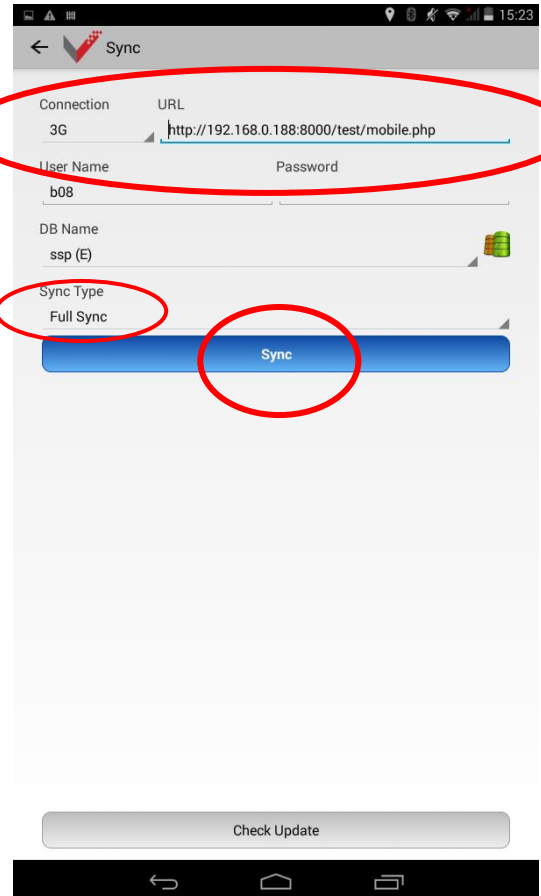 15:23
Sync
Connection URL
3G http://192.168.0.188:8000/test/mobile.php
User Name Password
b08
DB Name
ssp (E)
Sync Type
Full Sync
Sync
Check Update